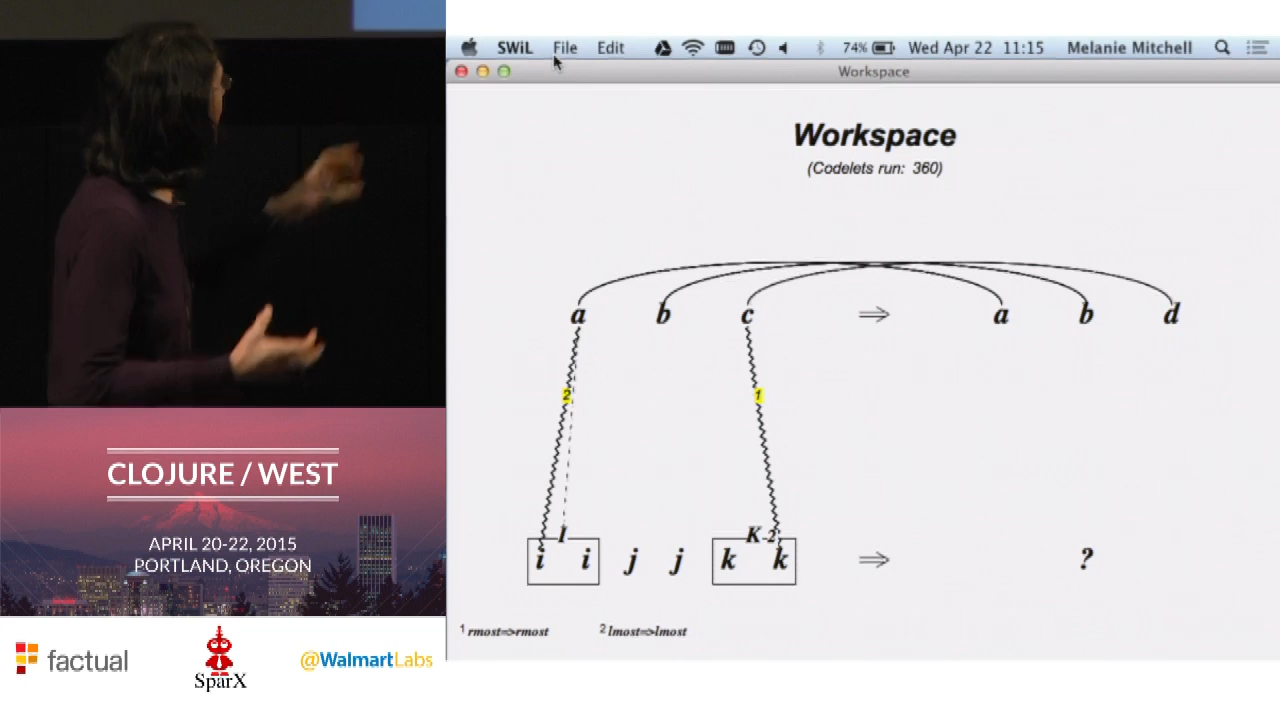 SWiL File Edit 74% Wed Apr 22 11:15 Melanie Mitchell
Workspace
Workspace
(Codelets run: 360)
a b c ⇒ a b d
2 1
I K-2
i i j j k k ⇒ ?
1 rmost=>rmost 2 lmost=>lmost
CLOJURE / WEST
APRIL 20-22, 2015
PORTLAND, OREGON
factual
SparX
@WalmartLabs